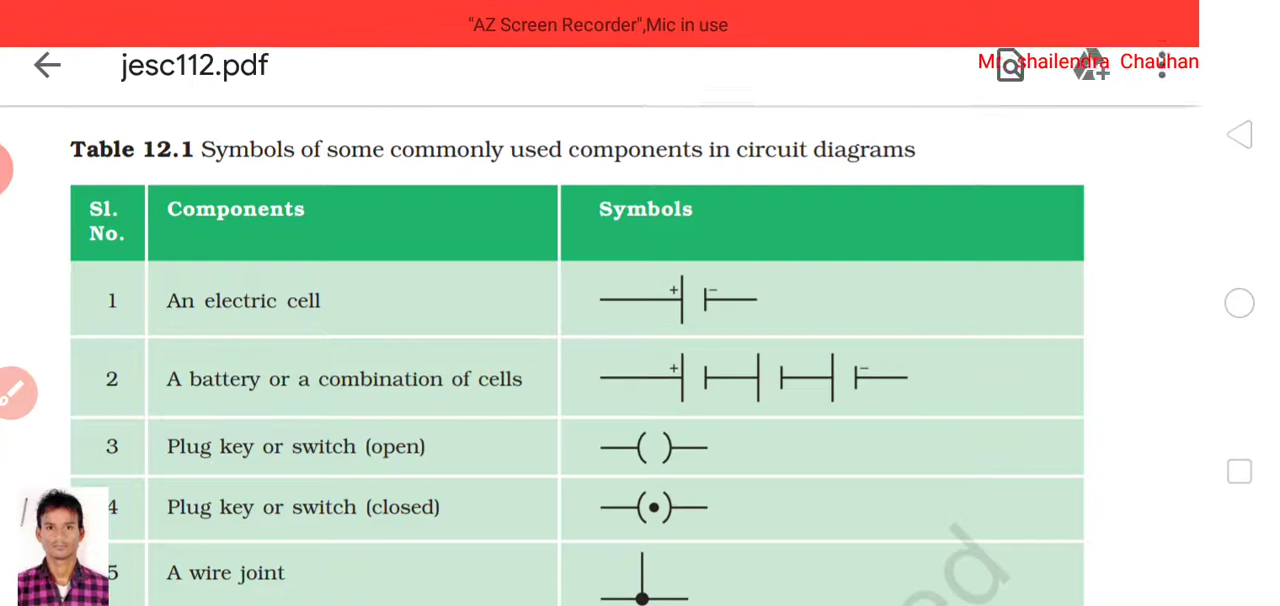 "AZ Screen Recorder",Mic in use
jesc112.pdf
Mr. shailendra Chauhan
Table 12.1 Symbols of some commonly used components in circuit diagrams
Sl. No. Components Symbols
1 An electric cell + −
2 A battery or a combination of cells + −
3 Plug key or switch (open)
4 Plug key or switch (closed)
5 A wire joint
ed